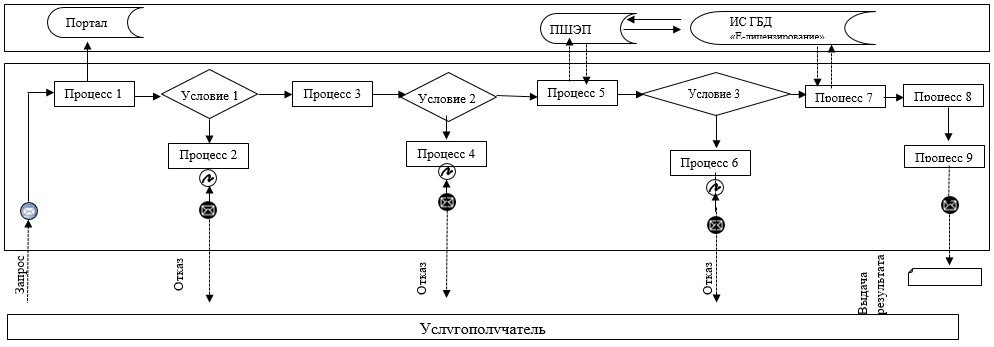 Портал
ПШЭП
ИС ГБД
«Е-лицензирование»
Процесс 1
Условие 1
Процесс 3
Условие 2
Процесс 5
Условие 3
Процесс 7
Процесс 8
Процесс 2
Процесс 4
Процесс 6
Процесс 9
Запрос
Отказ
Отказ
Отказ
Выдача
результата
Услугополучатель